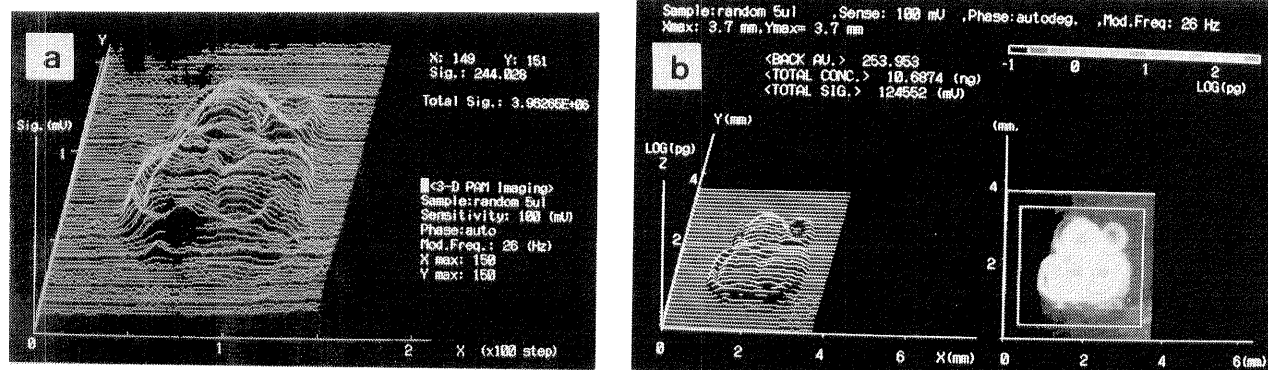 a
Y
X: 149 Y: 151
Sig.: 244.028
Total Sig.: 3.96265E+06
Sig.(mV)
1
<3-D PAM Imaging>
Sample:random 5ul
Sensitivity: 100 (mV)
Phase:auto
Mod.Freq.: 26 (Hz)
X max: 150
Y max: 150
0 1 2
X (x100 step)
b
Sample:random 5ul ,Sense: 100 mV ,Phase:autodeg. ,Mod.Freq: 26 Hz
Xmax: 3.7 mm,Ymax= 3.7 mm
<BACK AV.> 253.953
<TOTAL CONC.> 10.6874 (ng)
<TOTAL SIG.> 124552 (mV)
-1 0 1 2
LOG(pg)
Y(mm)
LOG(pg)
Z
4
2
0 2 4 6
X(mm)
(mm.
4
2
0 2 4 6(mm)